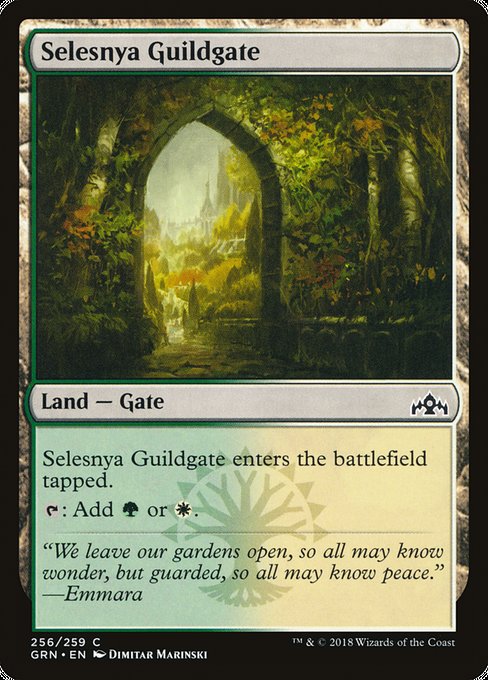 Selesnya Guildgate
Land — Gate
Selesnya Guildgate enters the battlefield
tapped.
: Add or .
“We leave our gardens open, so all may know
wonder, but guarded, so all may know peace.”
—Emmara
256/259 C
GRN • EN Dimitar Marinski
™ & © 2018 Wizards of the Coast